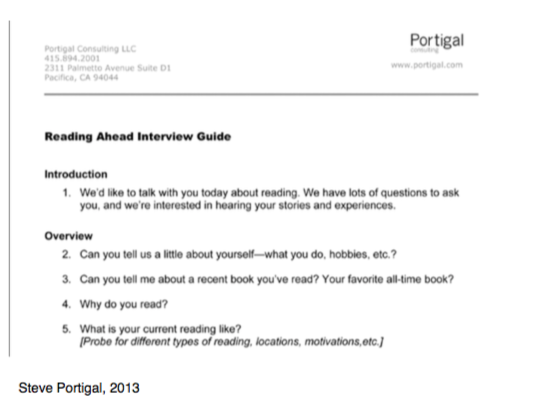 Portigal Consulting LLC
415.894.2001
2311 Palmetto Avenue Suite D1
Pacifica, CA 94044
Portigal
consulting
www.portigal.com
Reading Ahead Interview Guide
Introduction
1. We'd like to talk with you today about reading. We have lots of questions to ask
you, and we're interested in hearing your stories and experiences.
Overview
2. Can you tell us a little about yourself—what you do, hobbies, etc.?
3. Can you tell me about a recent book you've read? Your favorite all-time book?
4. Why do you read?
5. What is your current reading like?
[Probe for different types of reading, locations, motivations,etc.]
Steve Portigal, 2013